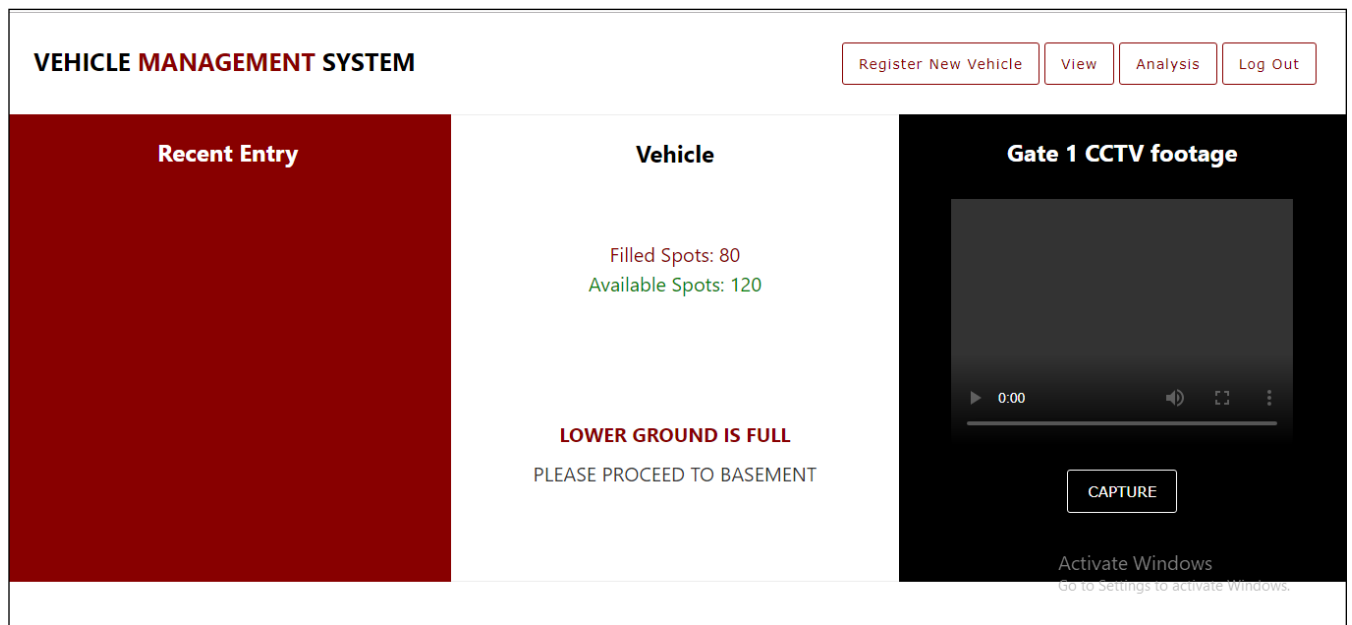 VEHICLE MANAGEMENT SYSTEM
Register New Vehicle
View
Analysis
Log Out
Recent Entry
Vehicle
Filled Spots: 80
Available Spots: 120
LOWER GROUND IS FULL
PLEASE PROCEED TO BASEMENT
Gate 1 CCTV footage
0:00
CAPTURE
Activate Windows
Go to Settings to activate Windows.